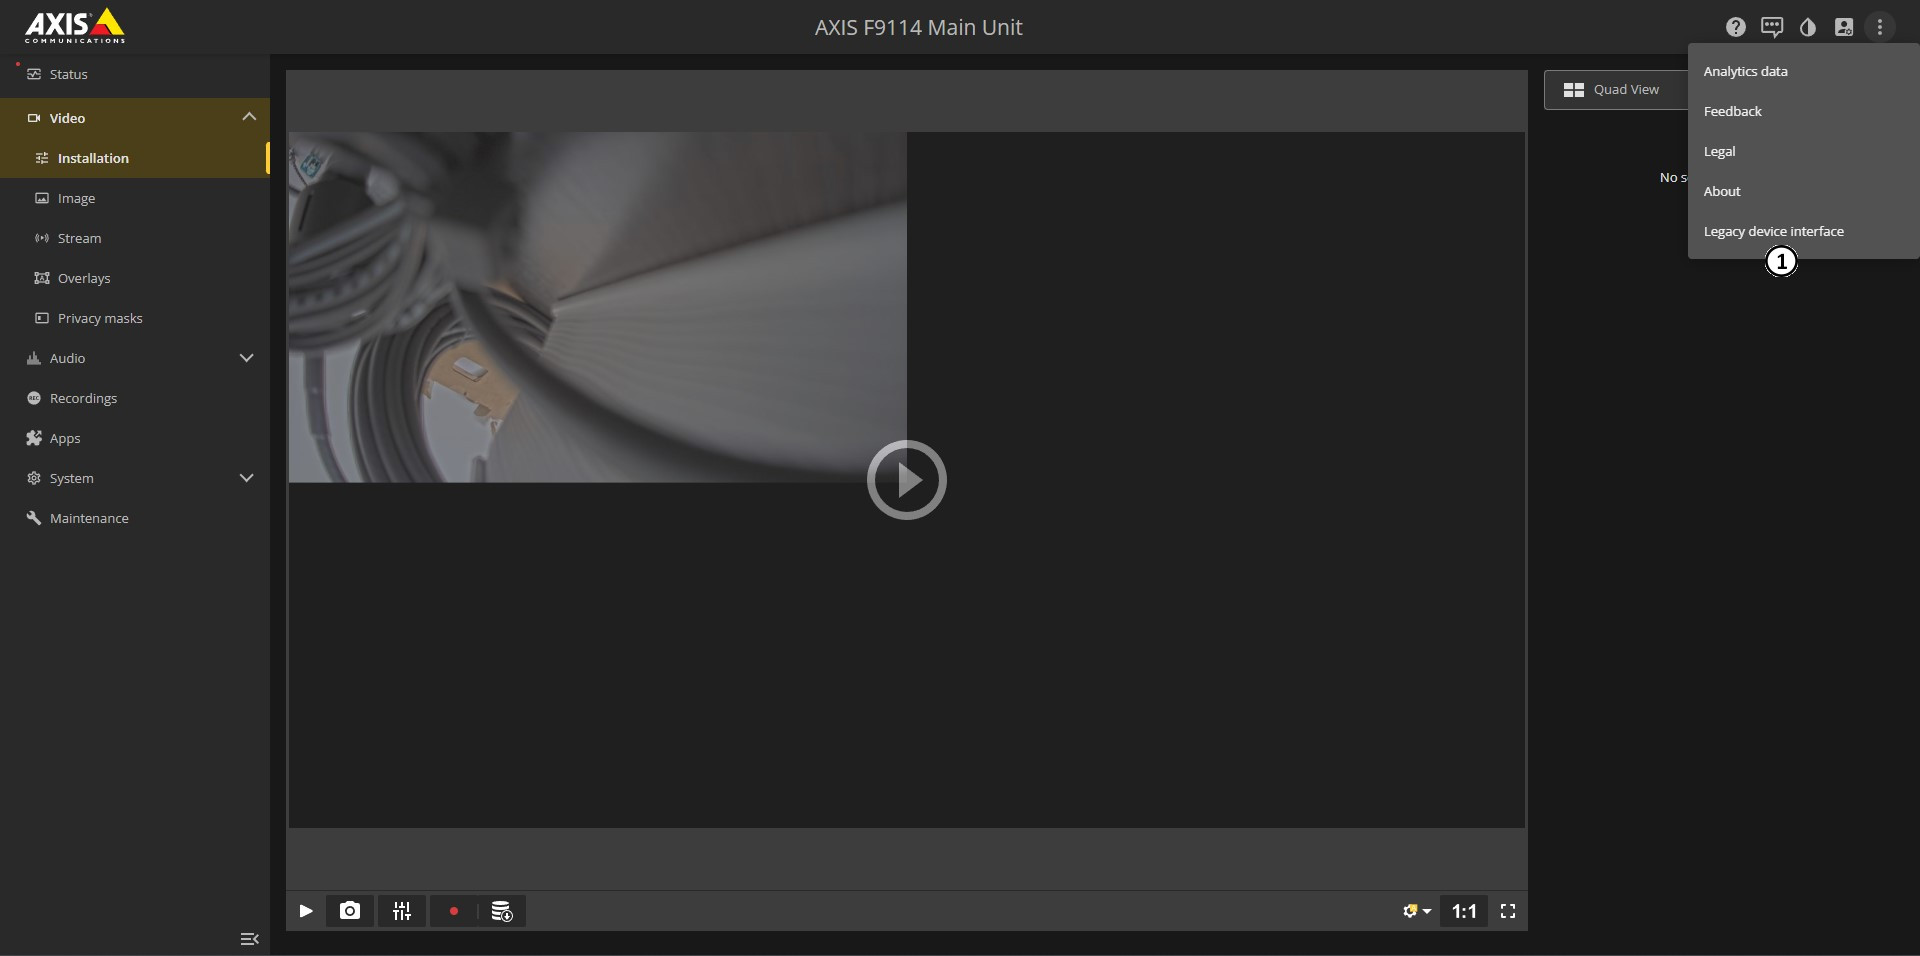 AXIS
COMMUNICATIONS
AXIS F9114 Main Unit
Status
Video
Installation
Image
Stream
Overlays
Privacy masks
Audio
REC Recordings
Apps
System
Maintenance
Quad View
No s
Analytics data
Feedback
Legal
About
Legacy device interface
1
1:1